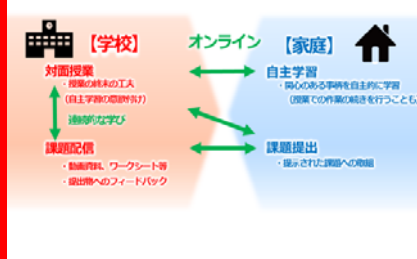 【学校】
オンライン
【家庭】
対面授業
・授業の終末の工夫
(自主学習の意欲付け)
連続的な学び
課題配信
・動画資料、ワークシート等
・提出物へのフィードバック
自主学習
・関心のある事柄を自主的に学習
(授業での作業の続きを行うことも)
課題提出
・提示された課題への取組